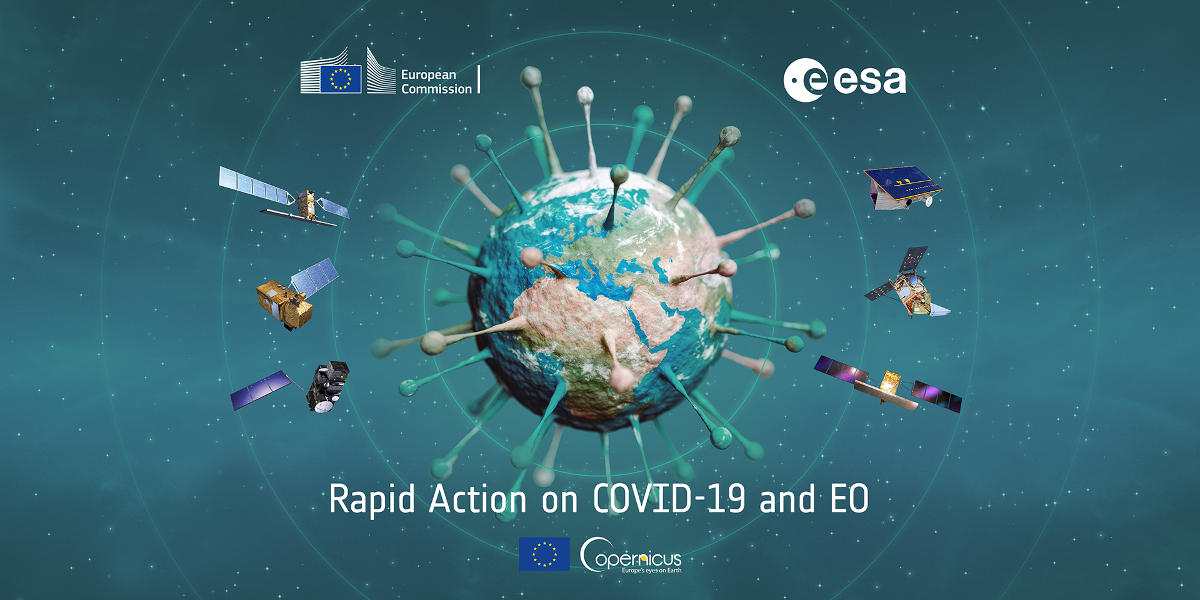 European
Commission
esa
Rapid Action on COVID-19 and EO
Copernicus
Europe's eyes on Earth